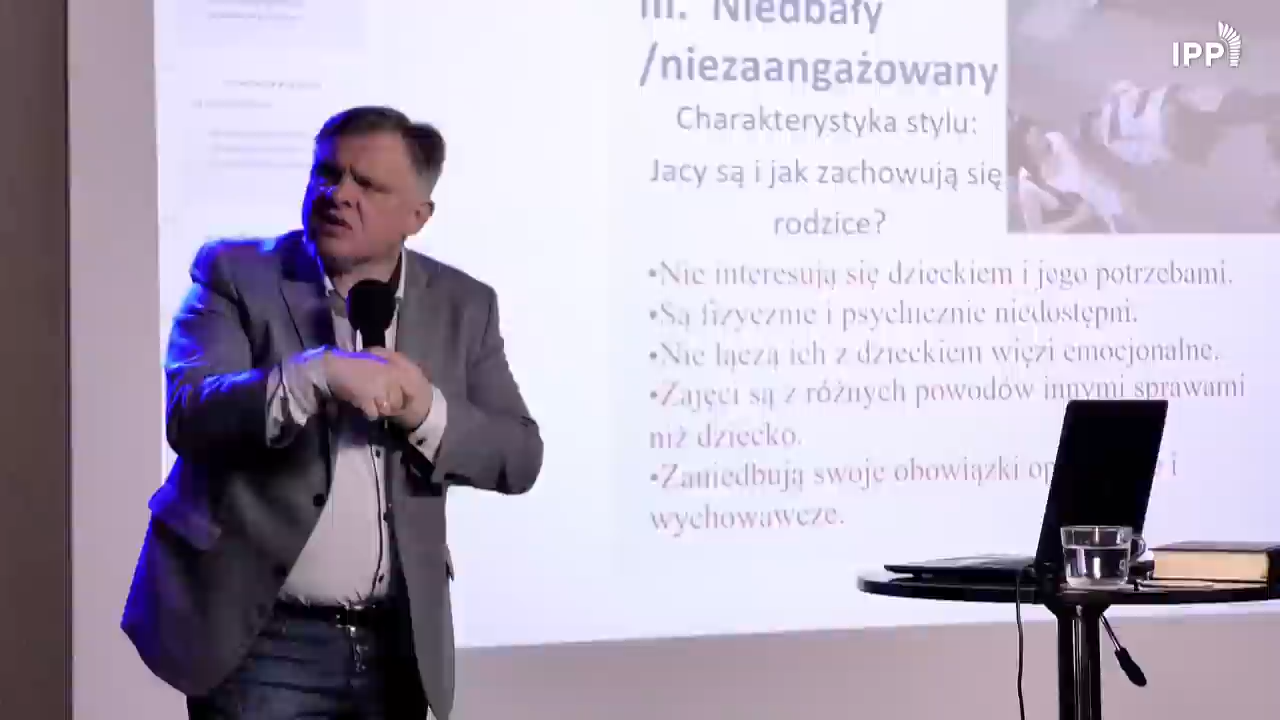 IPP
III. Niedbały
/niezaangażowany
Charakterystyka stylu:
Jacy są i jak zachowują się
rodzice?
•Nie interesują się dzieckiem i jego potrzebami.
•Są fizycznie i psychicznie niedostępni.
•Nie łączą ich z dzieckiem więzi emocjonalne.
•Zajęci są z różnych powodów innymi sprawami
niż dziecko.
•Zaniedbują swoje obowiązki i
wychowawcze.